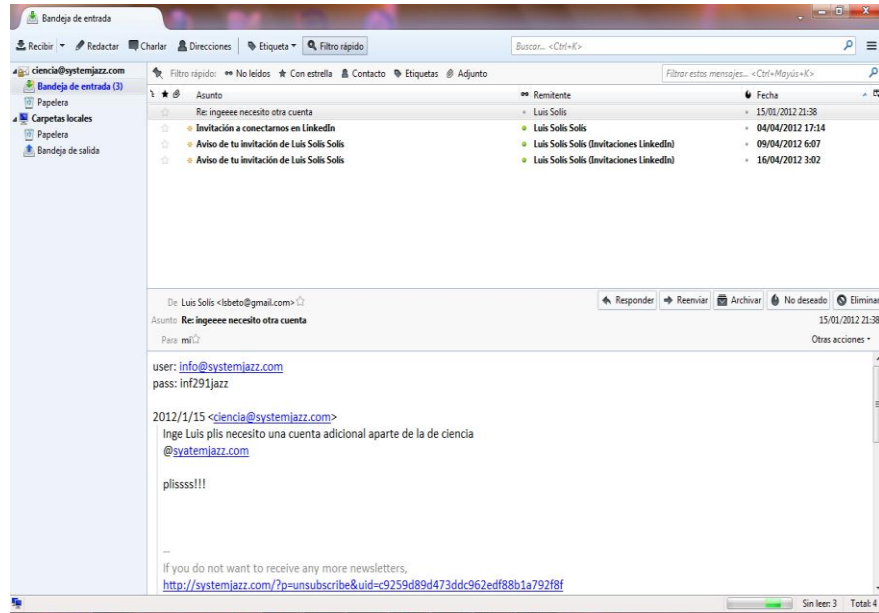 Bandeja de entrada
Recibir Redactar Charlar Direcciones Etiqueta Filtro rápido Buscar... <Ctrl+K>
ciencia@systemjazz.com
Bandeja de entrada (3)
Papelera
Carpetas locales
Papelera
Bandeja de salida
Filtro rápido: No leídos Con estrella Contacto Etiquetas Adjunto Filtrar estos mensajes... <Ctrl+Mayús+K>
Asunto Remitente Fecha
Re: ingeeee necesito otra cuenta Luis Solís 15/01/2012 21:38
Invitación a conectarnos en LinkedIn Luis Solis Solis 04/04/2012 17:14
Aviso de tu invitación de Luis Solis Solis Luis Solis Solis (Invitaciones LinkedIn) 09/04/2012 6:07
Aviso de tu invitación de Luis Solis Solis Luis Solis Solis (Invitaciones LinkedIn) 16/04/2012 3:02
De Luis Solís <lsbeto@gmail.com> Responder Reenviar Archivar No deseado Eliminar
Asunto Re: ingeeee necesito otra cuenta 15/01/2012 21:38
Para mí Otras acciones
user: info@systemjazz.com
pass: inf291jazz
2012/1/15 <ciencia@systemjazz.com>
Inge Luis plis necesito una cuenta adicional aparte de la de ciencia
@syatemjazz.com
plissss!!!
--
If you do not want to receive any more newsletters,
http://systemjazz.com/?p=unsubscribe&uid=c9259d89d473ddc962edf88b1a792f8f
Sin leer: 3 Total: 4